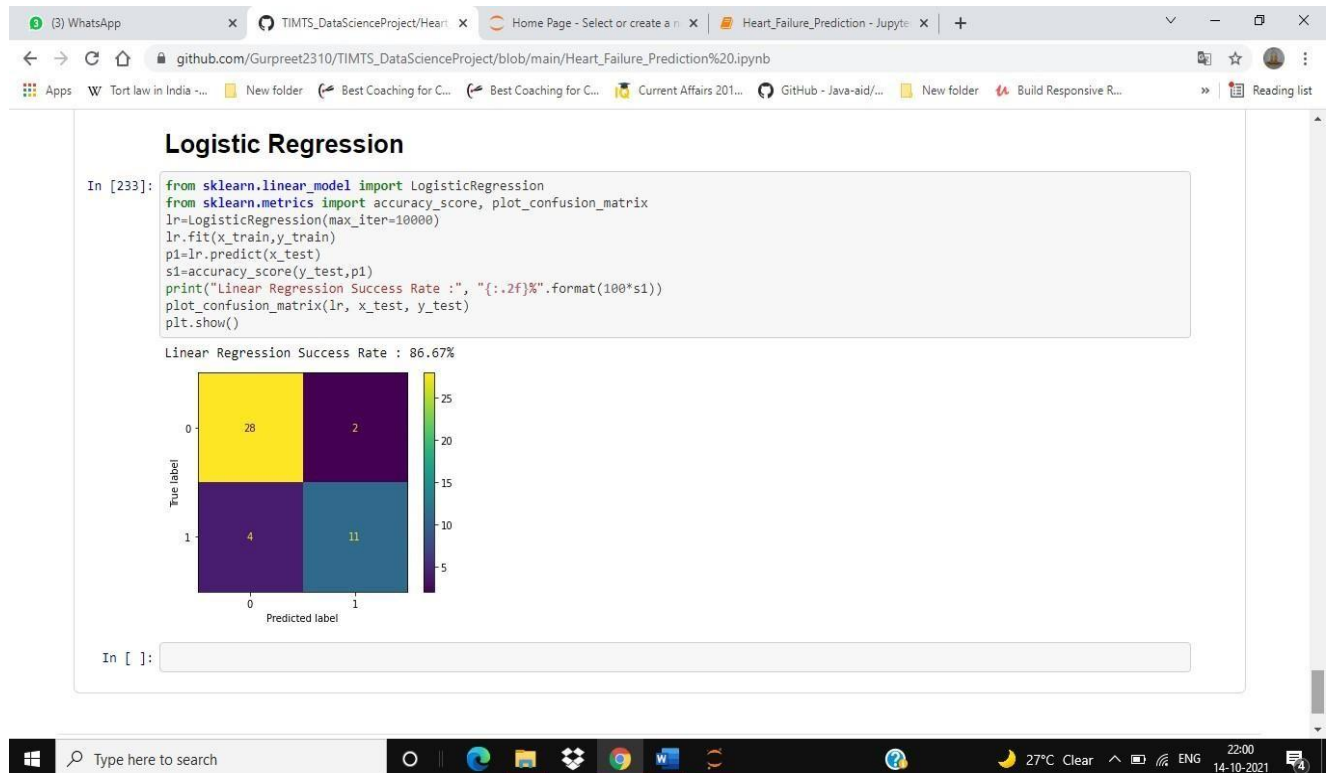 (3) WhatsApp
TIMTS_DataScienceProject/Heart
Home Page - Select or create a n
Heart_Failure_Prediction - Jupyte
github.com/Gurpreet2310/TIMTS_DataScienceProject/blob/main/Heart_Failure_Prediction%20.ipynb
Apps
Tort law in India -...
New folder
Best Coaching for C...
Best Coaching for C...
Current Affairs 201...
GitHub - Java-aid/...
New folder
Build Responsive R...
»
Reading list
Logistic Regression
In [233]:
from sklearn.linear_model import LogisticRegression
from sklearn.metrics import accuracy_score, plot_confusion_matrix
lr=LogisticRegression(max_iter=10000)
lr.fit(x_train,y_train)
p1=lr.predict(x_test)
s1=accuracy_score(y_test,p1)
print("Linear Regression Success Rate :", "{:.2f}%".format(100*s1))
plot_confusion_matrix(lr, x_test, y_test)
plt.show()
Linear Regression Success Rate : 86.67%
0
28
2
True label
1
4
11
0
1
Predicted label
25
20
15
10
5
In [ ]:
Type here to search
27°C Clear
ENG
22:00
14-10-2021
4